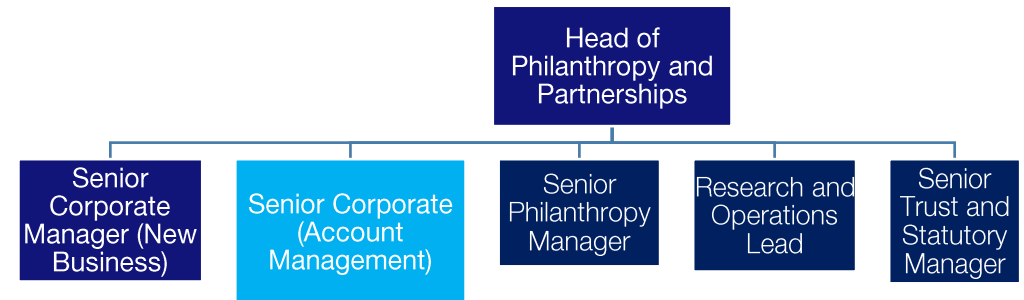 Head of
Philanthropy and
Partnerships
Senior
Corporate
Manager (New
Business)
Senior Corporate
(Account
Management)
Senior
Philanthropy
Manager
Research and
Operations
Lead
Senior
Trust and
Statutory
Manager